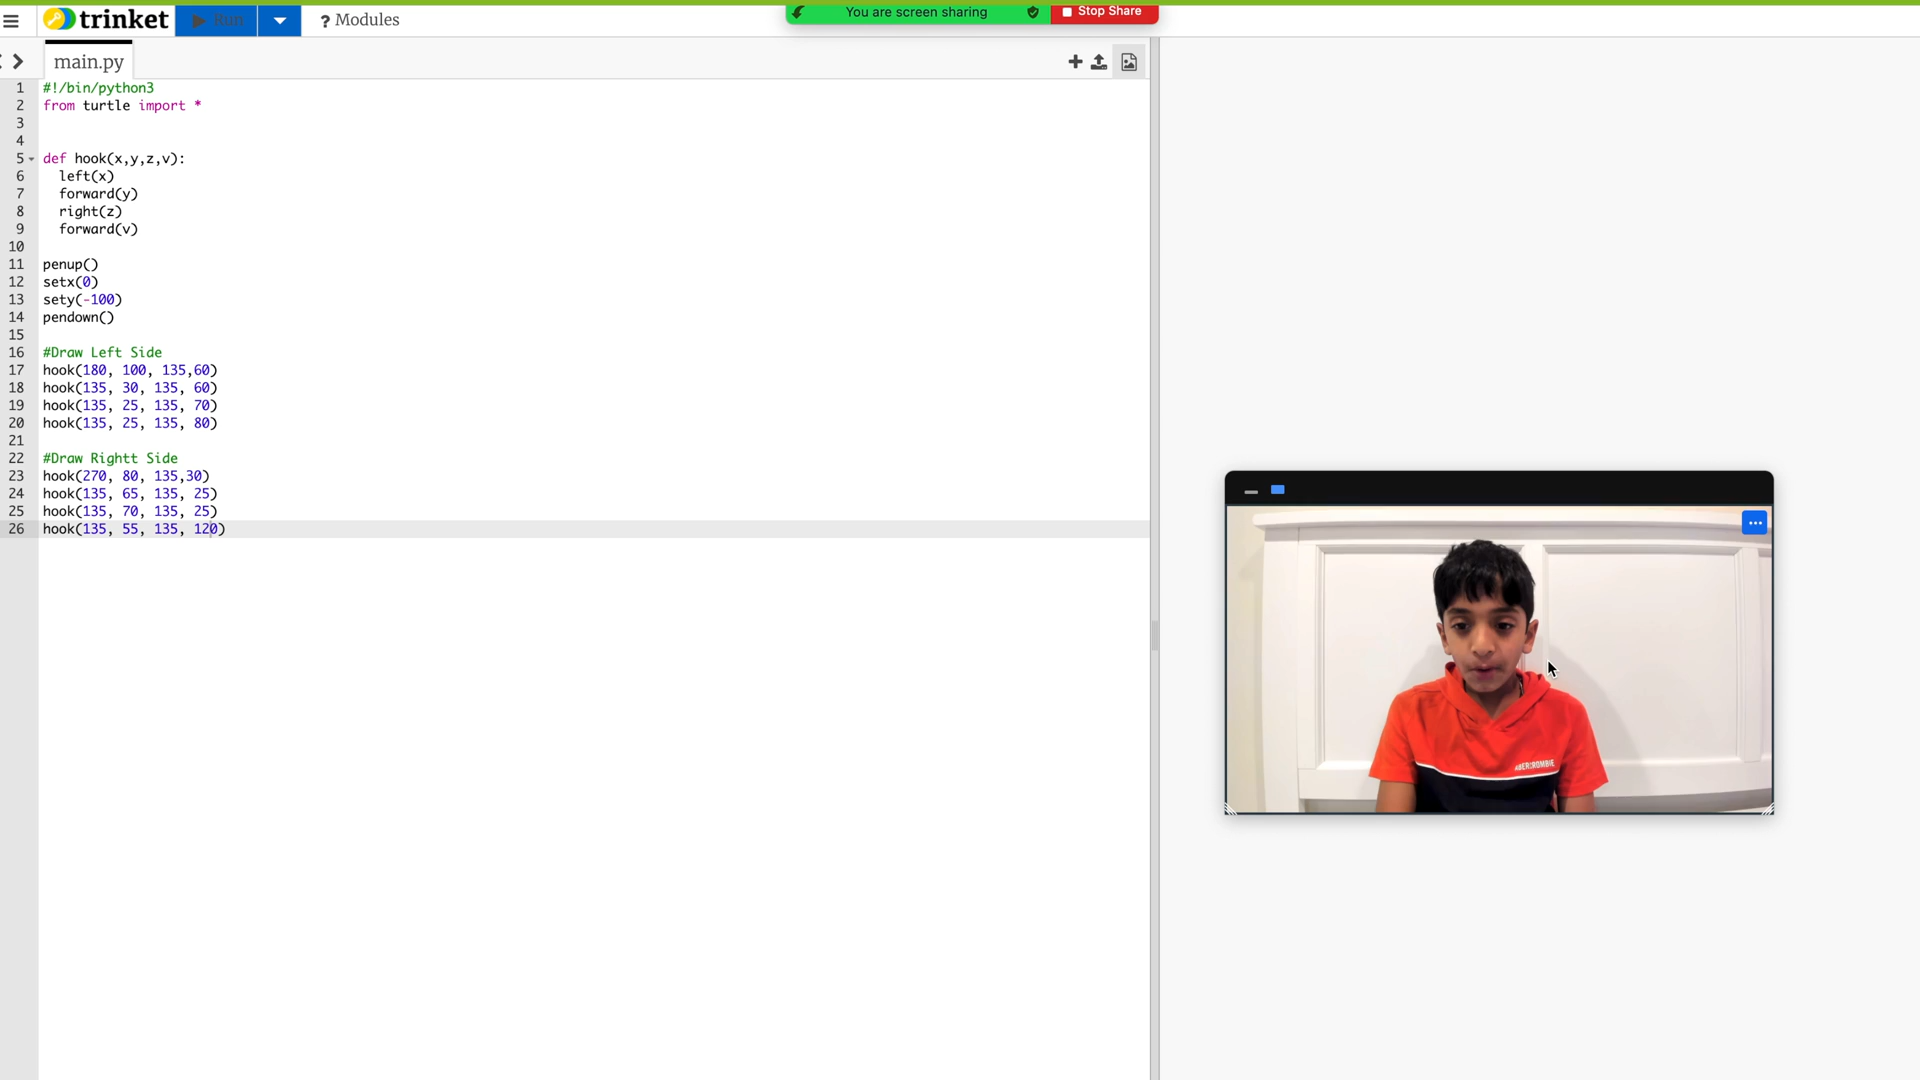 trinket Run ? Modules You are screen sharing Stop Share
main.py
1 #!/bin/python3
2 from turtle import *
3
4
5 def hook(x,y,z,v):
6 left(x)
7 forward(y)
8 right(z)
9 forward(v)
10
11 penup()
12 setx(0)
13 sety(-100)
14 pendown()
15
16 #Draw Left Side
17 hook(180, 100, 135,60)
18 hook(135, 30, 135, 60)
19 hook(135, 25, 135, 70)
20 hook(135, 25, 135, 80)
21
22 #Draw Rightt Side
23 hook(270, 80, 135,30)
24 hook(135, 65, 135, 25)
25 hook(135, 70, 135, 25)
26 hook(135, 55, 135, 120)